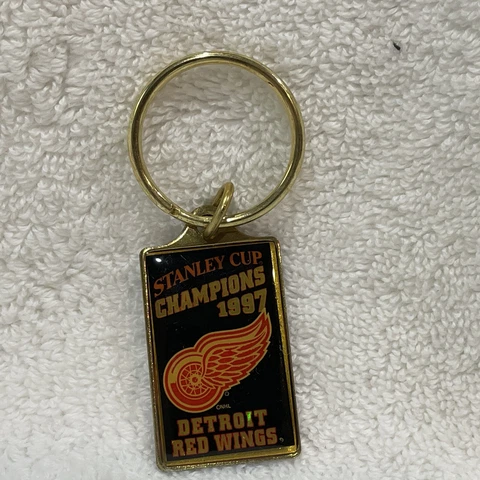 STANLEY CUP
CHAMPIONS
1997
DETROIT
RED WINGS